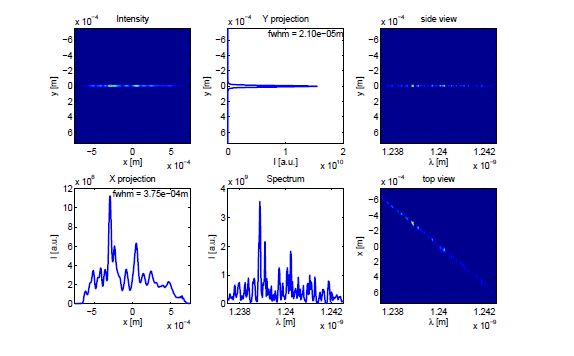 Intensity
x 10⁻⁴
−6
−4
−2
0
2
4
6
y [m]
−5 0 5
x [m]
x 10⁻⁴
Y projection
fwhm = 2.10e−05m
−6
−4
−2
0
2
4
6
y [m]
0 1 2
I [a.u.]
x 10¹⁰
side view
x 10⁻⁴
−6
−4
−2
0
2
4
6
y [m]
1.238 1.24 1.242
λ [m]
x 10⁻⁹
X projection
x 10⁸
fwhm = 3.75e−04m
12
10
8
6
4
2
0
I [a.u.]
−5 0 5
x [m]
x 10⁻⁴
Spectrum
x 10⁹
4
3
2
1
0
I [a.u.]
1.238 1.24 1.242
λ [m]
x 10⁻⁹
top view
x 10⁻⁴
−6
−4
−2
0
2
4
6
x [m]
1.238 1.24 1.242
λ [m]
x 10⁻⁹